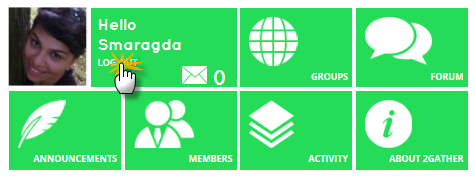 Hello
Smaragda
0
GROUPS
FORUM
ANNOUNCEMENTS
MEMBERS
ACTIVITY
ABOUT 2GATHER